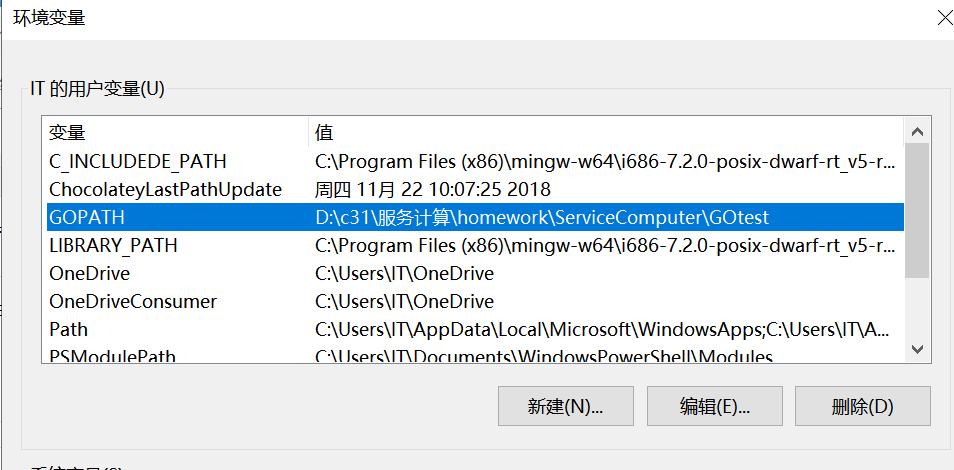 环境变量
IT 的用户变量(U)
变量 值
C_INCLUDEDE_PATH C:\Program Files (x86)\mingw-w64\i686-7.2.0-posix-dwarf-rt_v5-r...
ChocolateyLastPathUpdate 周四 11月 22 10:07:25 2018
GOPATH D:\c31\服务计算\homework\ServiceComputer\GOtest
LIBRARY_PATH C:\Program Files (x86)\mingw-w64\i686-7.2.0-posix-dwarf-rt_v5-r...
OneDrive C:\Users\IT\OneDrive
OneDriveConsumer C:\Users\IT\OneDrive
Path C:\Users\IT\AppData\Local\Microsoft\WindowsApps;C:\Users\IT\A...
PSModulePath C:\Users\IT\Documents\WindowsPowerShell\Modules
新建(N)... 编辑(E)... 删除(D)